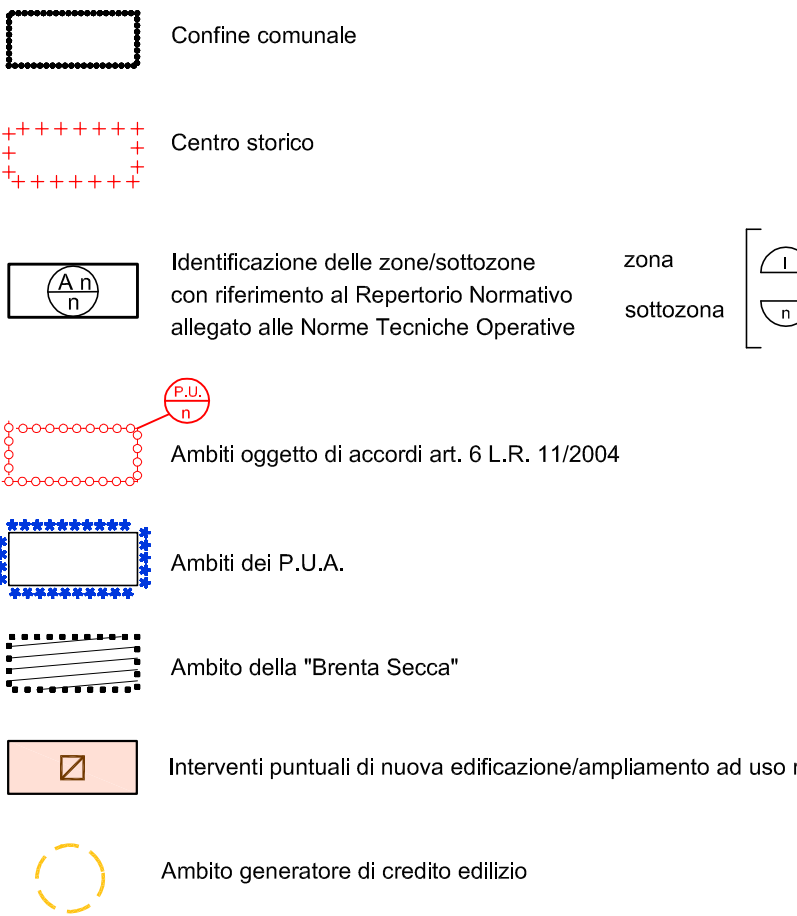 Confine comunale
Centro storico
A n
n
Identificazione delle zone/sottozone
con riferimento al Repertorio Normativo
allegato alle Norme Tecniche Operative
zona
I
sottozona
n
P.U.
n
Ambiti oggetto di accordi art. 6 L.R. 11/2004
Ambiti dei P.U.A.
Ambito della "Brenta Secca"
Interventi puntuali di nuova edificazione/ampliamento ad uso
Ambito generatore di credito edilizio